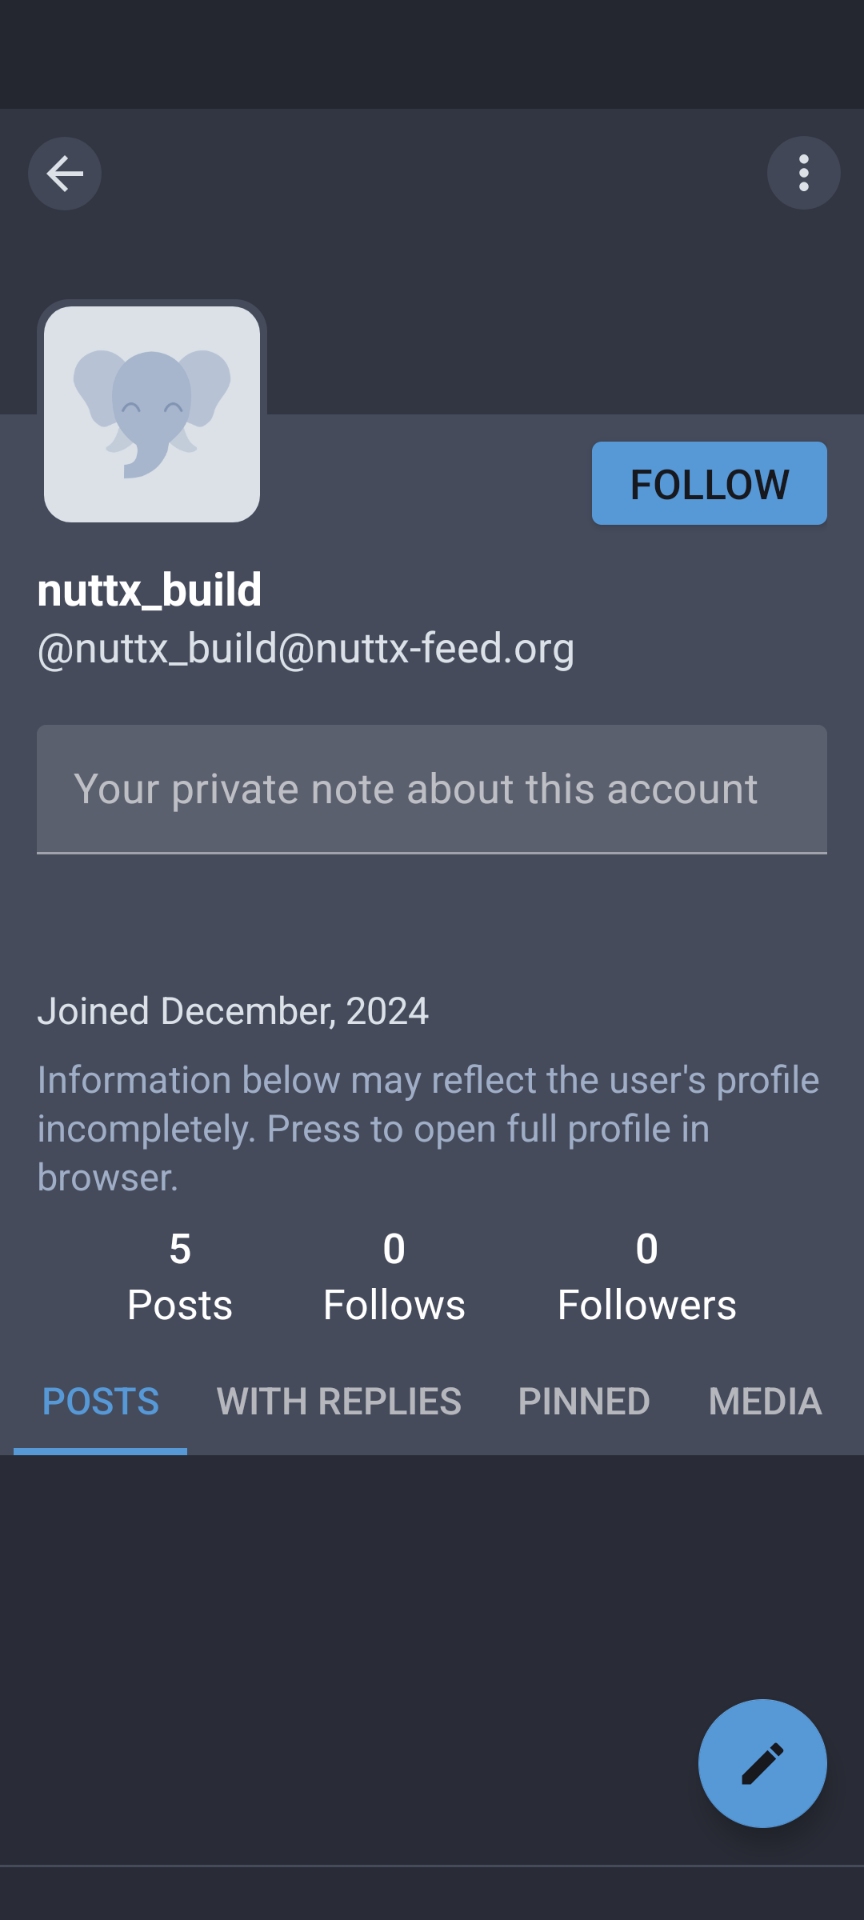 FOLLOW
nuttx_build
@nuttx_build@nuttx-feed.org
Your private note about this account
Joined December, 2024
Information below may reflect the user's profile
incompletely. Press to open full profile in
browser.
5 0 0
Posts Follows Followers
POSTS WITH REPLIES PINNED MEDIA